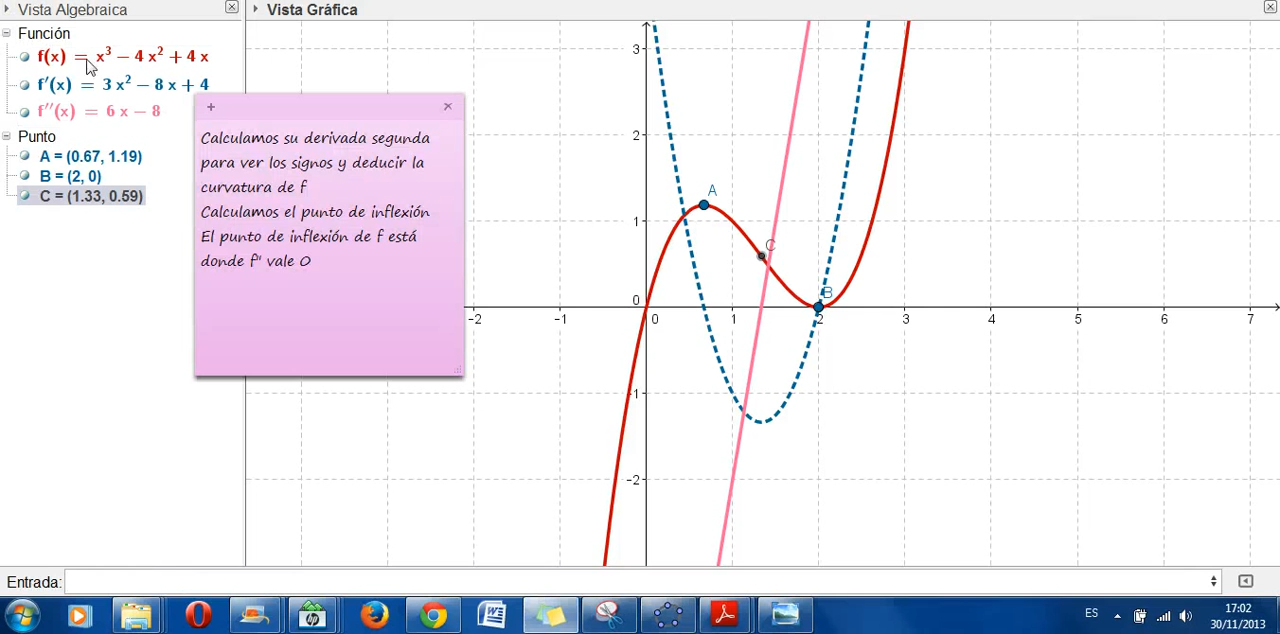 Vista Algebraica
Función
f(x) = x³ − 4 x² + 4 x
f′(x) = 3 x² − 8 x + 4
f′′(x) = 6 x − 8
Punto
A = (0.67, 1.19)
B = (2, 0)
C = (1.33, 0.59)
+
Calculamos su derivada segunda
para ver los signos y deducir la
curvatura de f
Calculamos el punto de inflexión
El punto de inflexión de f está
donde f" vale 0
Vista Gráfica
3
2
1
0
-1
-2
-2 -1 0 1 2 3 4 5 6 7
A
C
B
Entrada:
W
hp
ES
17:02
30/11/2013